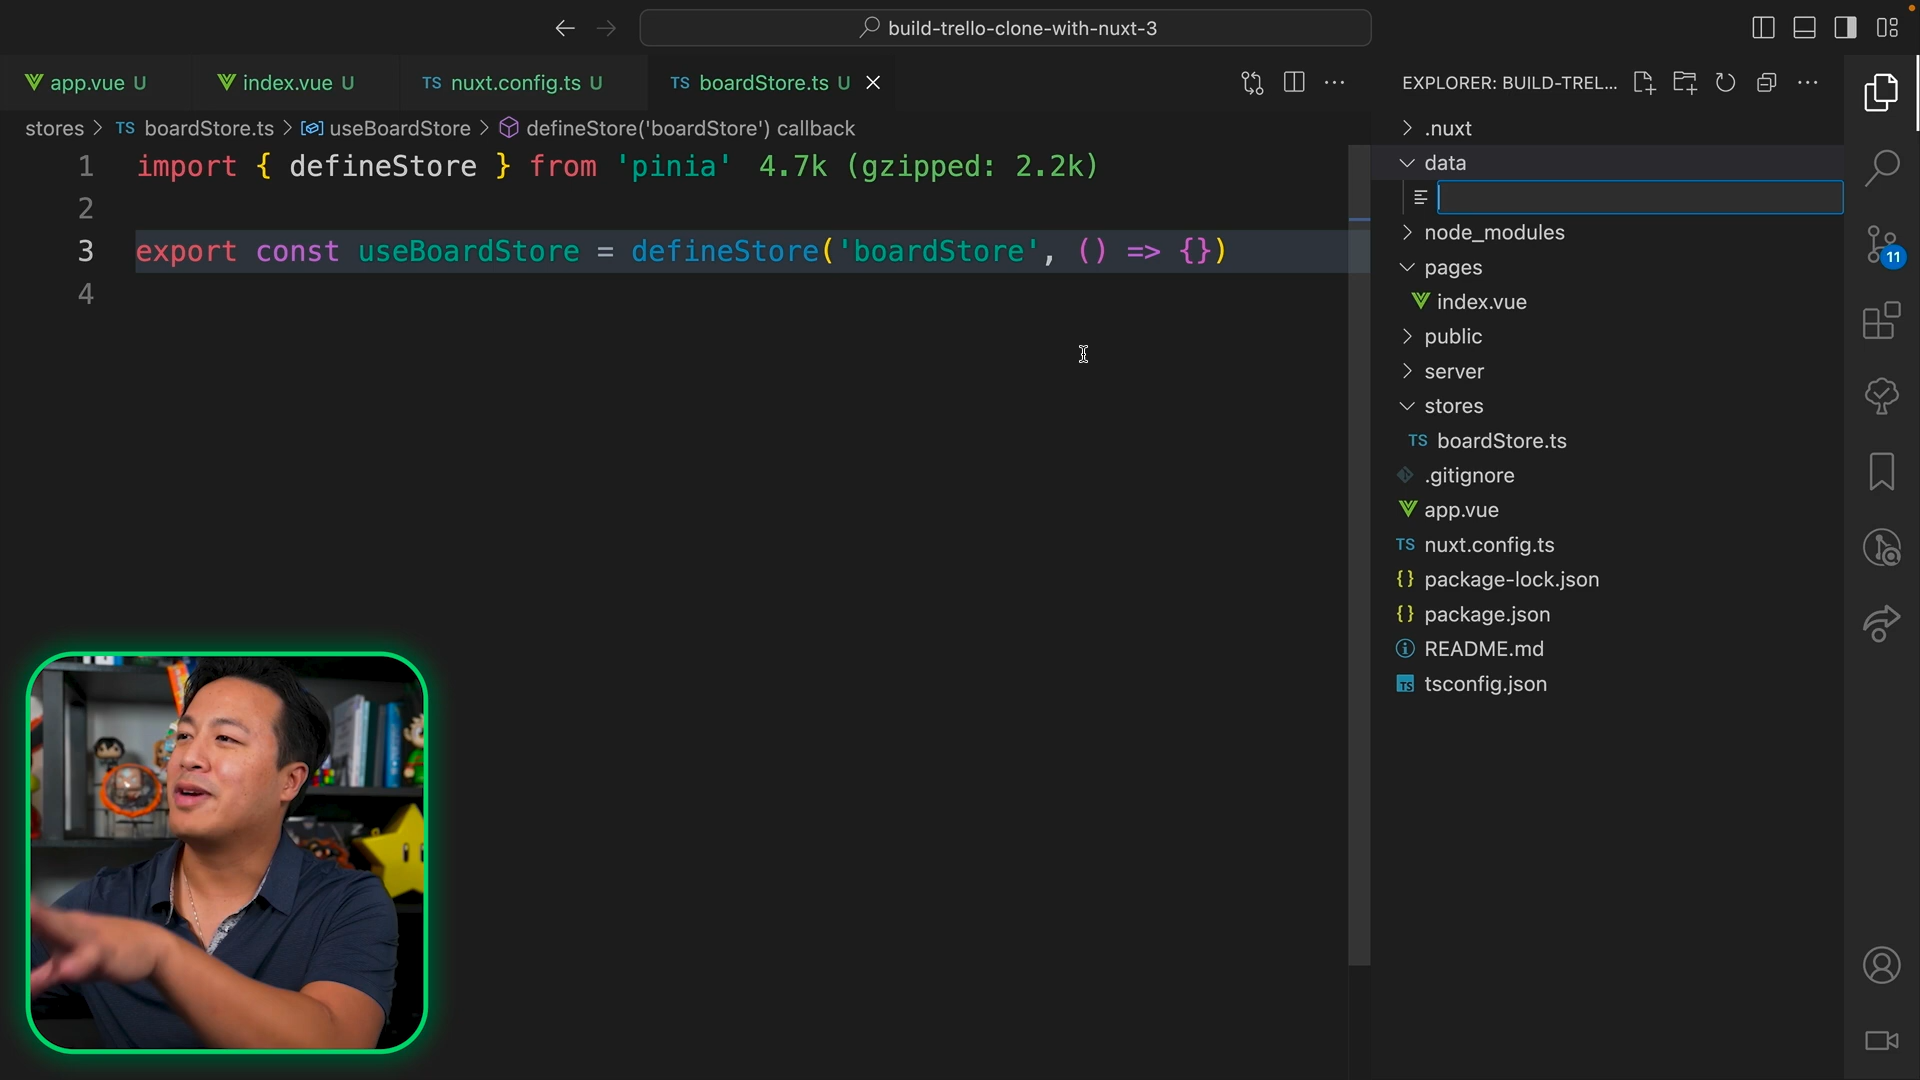 build-trello-clone-with-nuxt-3
app.vue U
index.vue U
TS nuxt.config.ts U
TS boardStore.ts U
stores > TS boardStore.ts > useBoardStore > defineStore('boardStore') callback
1 import { defineStore } from 'pinia' 4.7k (gzipped: 2.2k)
2
3 export const useBoardStore = defineStore('boardStore', () => {})
4
EXPLORER: BUILD-TREL...
.nuxt
data
node_modules
pages
index.vue
public
server
stores
TS boardStore.ts
.gitignore
app.vue
TS nuxt.config.ts
{} package-lock.json
{} package.json
README.md
TS tsconfig.json
11